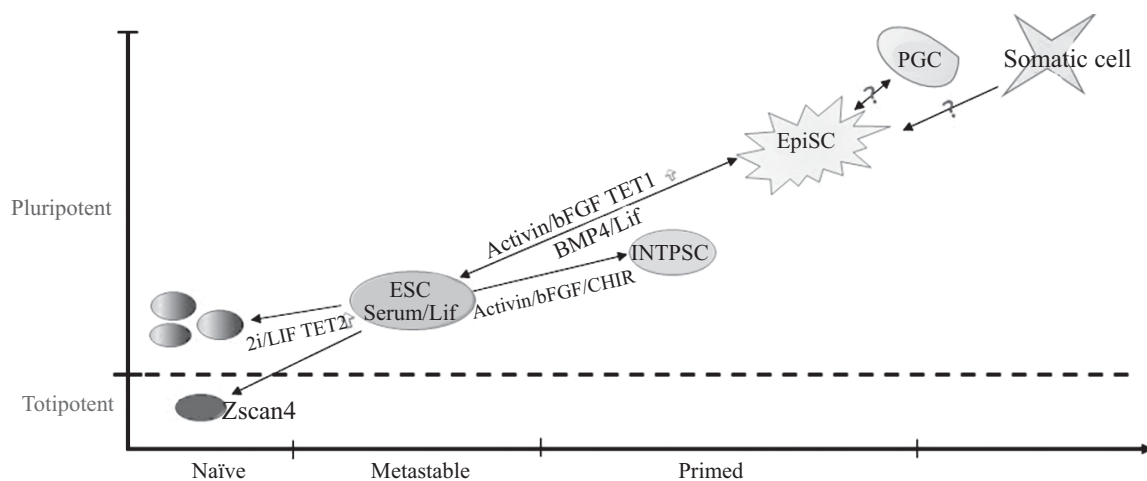 PGC
Somatic cell
?
?
EpiSC
Pluripotent
Activin/bFGF TET1
BMP4/Lif
INTPSC
ESC
Serum/Lif
Activin/bFGF/CHIR
2i/LIF TET2
Totipotent
Zscan4
Naïve
Metastable
Primed